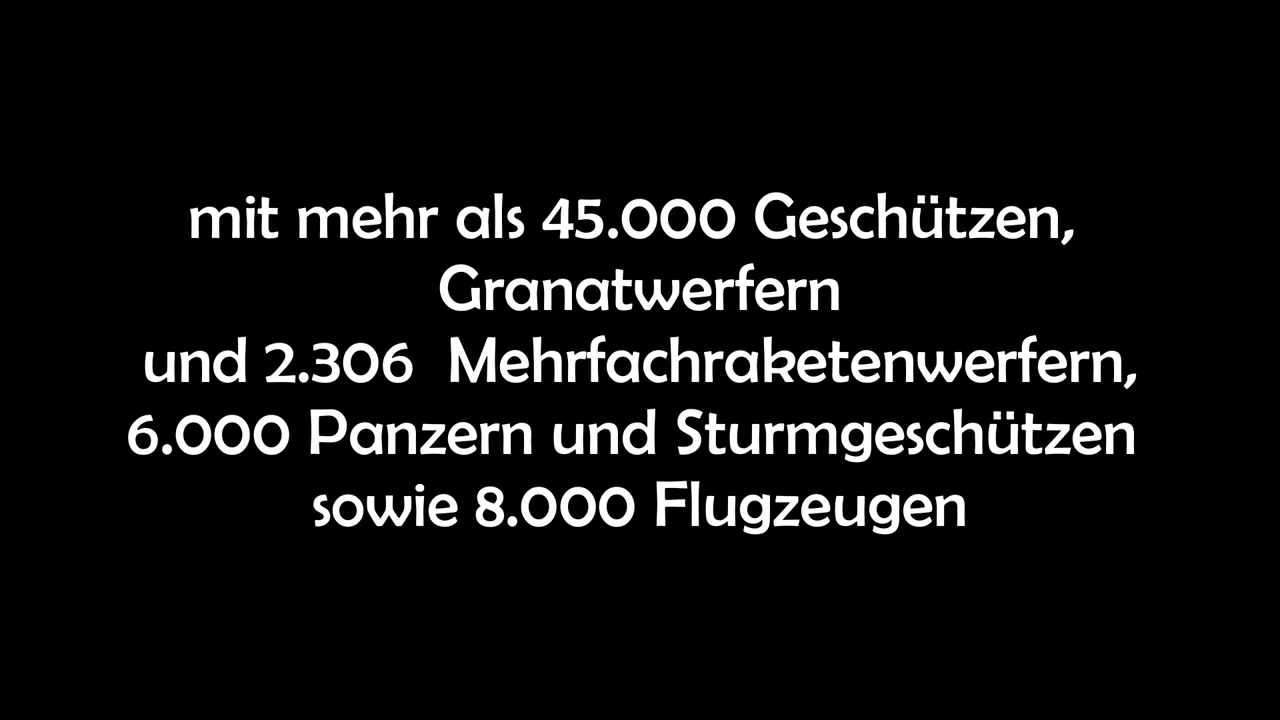 mit mehr als 45.000 Geschützen,
Granatwerfern
und 2.306 Mehrfachraketenwerfern,
6.000 Panzern und Sturmgeschützen
sowie 8.000 Flugzeugen